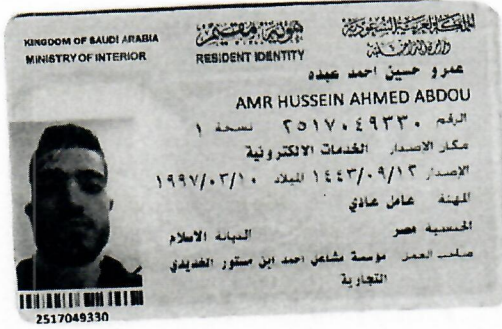 المملكة العربية السعودية
وزارة الداخلية
هوية مقيم
KINGDOM OF SAUDI ARABIA
MINISTRY OF INTERIOR
RESIDENT IDENTITY
عمرو حسين احمد عبده
AMR HUSSEIN AHMED ABDOU
الرقم ٢٥١٧٠٤٩٣٣٠ نسخة ١
مكان الاصدار الخدمات الالكترونية
الإصدار ١٤٤٣/٠٩/١٢ الميلاد ١٩٩٧/٠٣/١٠
المهنة عامل عادي
الجنسية مصر الديانة الاسلام
صاحب العمل موسسة مشاعل احمد ابن مستور
التجارية
2517049330